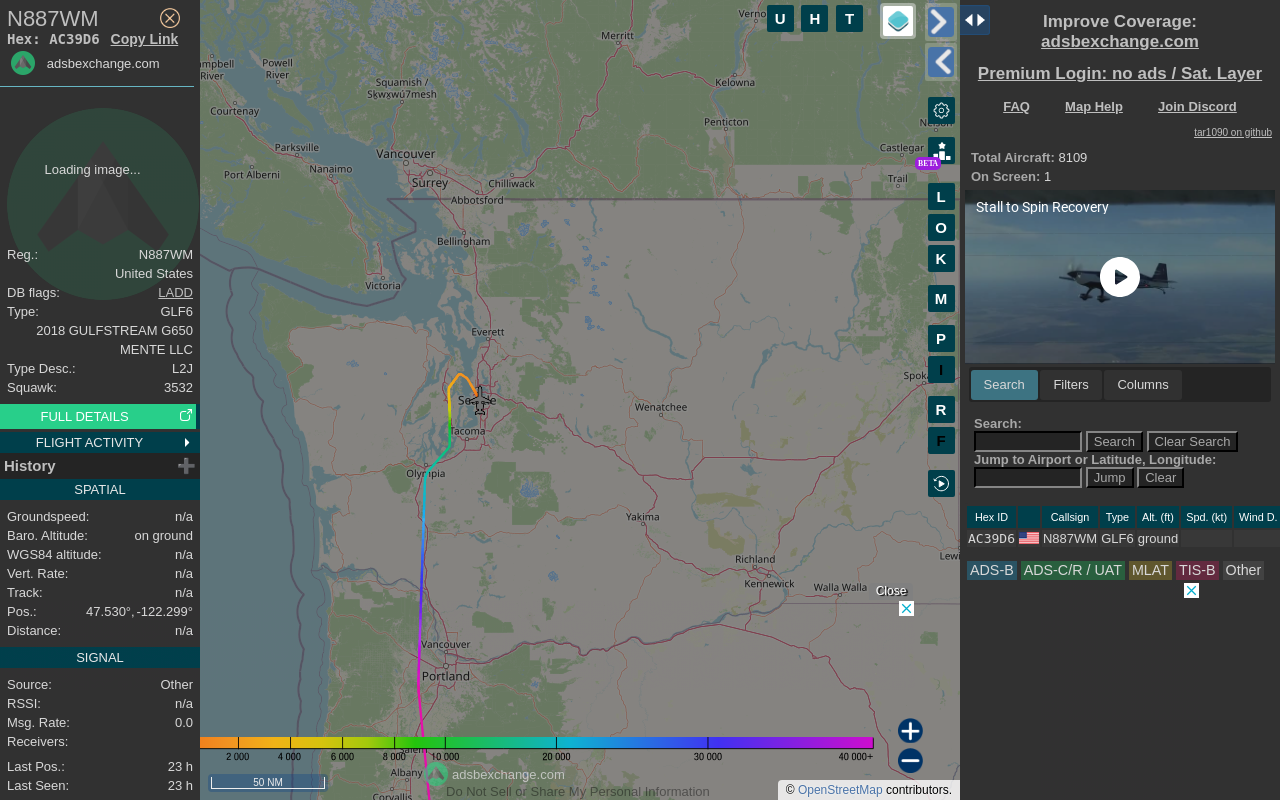 N887WM
Hex: AC39D6 Copy Link
adsbexchange.com
Loading image...
Reg.: N887WM
United States
DB flags: LADD
Type: GLF6
2018 GULFSTREAM G650
MENTE LLC
Type Desc.: L2J
Squawk: 3532
FULL DETAILS
FLIGHT ACTIVITY
History
SPATIAL
Groundspeed: n/a
Baro. Altitude: on ground
WGS84 altitude: n/a
Vert. Rate: n/a
Track: n/a
Pos.: 47.530°, -122.299°
Distance: n/a
SIGNAL
Source: Other
RSSI: n/a
Msg. Rate: 0.0
Receivers:
Last Pos.: 23 h
Last Seen: 23 h
U H T
L
O
K
M
P
I
R
F
BETA
Merritt
Powell
River
River
Squamish /
Sḵwx̱wú7mesh
Kelowna
Courtenay
Penticton
Parksville
Vancouver
Nanaimo
Castlegar
Port Alberni
Surrey
Chilliwack
Trail
Abbotsford
Bellingham
Victoria
Everett
Wenatchee
Tacoma
Olympia
Yakima
Richland
Kennewick
Walla Walla
Vancouver
Portland
Albany
Corvallis
Close
2 000 4 000 6 000 8 000 10 000 20 000 30 000 40 000+
50 NM
adsbexchange.com
Do Not Sell or Share My Personal Information
© OpenStreetMap contributors.
Improve Coverage:
adsbexchange.com
Premium Login: no ads / Sat. Layer
FAQ Map Help Join Discord
tar1090 on github
Total Aircraft: 8109
On Screen: 1
Stall to Spin Recovery
Search Filters Columns
Search:
Search Clear Search
Jump to Airport or Latitude, Longitude:
Jump Clear
Hex ID Callsign Type Alt. (ft) Spd. (kt) Wind D.
AC39D6 N887WM GLF6 ground
ADS-B ADS-C/R / UAT MLAT TIS-B Other